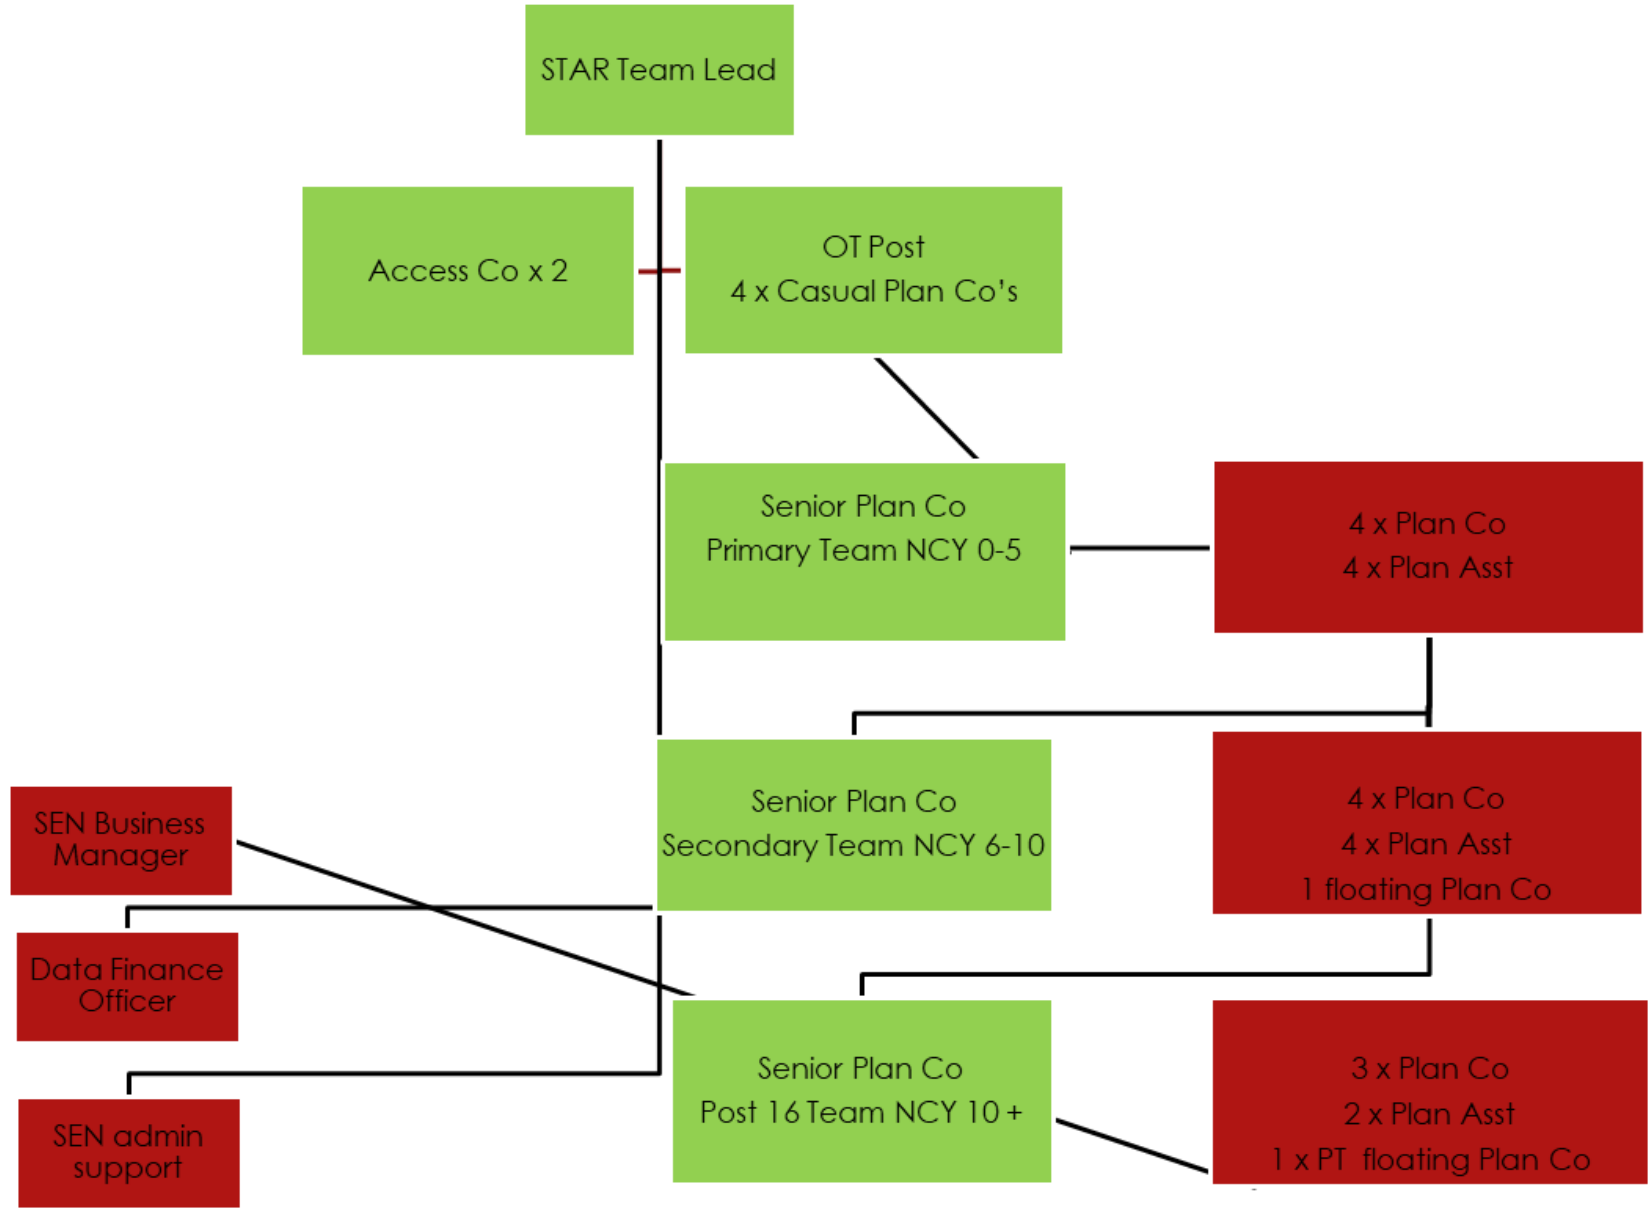 STAR Team Lead
Access Co x 2
OT Post
4 x Casual Plan Co’s
Senior Plan Co
Primary Team NCY 0-5
4 x Plan Co
4 x Plan Asst
Senior Plan Co
Secondary Team NCY 6-10
4 x Plan Co
4 x Plan Asst
1 floating Plan Co
SEN Business
Manager
Data Finance
Officer
SEN admin
support
Senior Plan Co
Post 16 Team NCY 10 +
3 x Plan Co
2 x Plan Asst
1 x PT floating Plan Co